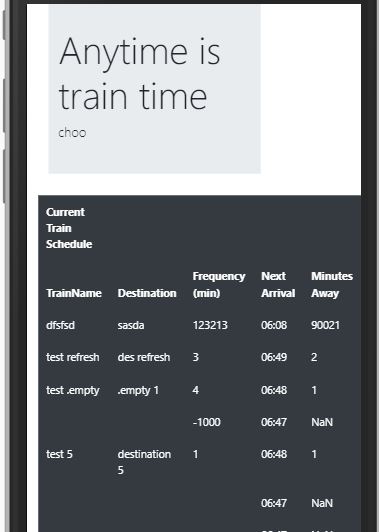 Anytime is
train time
choo
Current
Train
Schedule
TrainName Destination Frequency (min) Next Arrival Minutes Away
dfsfsd sasda 123213 06:08 90021
test refresh des refresh 3 06:49 2
test .empty .empty 1 4 06:48 1
-1000 06:47 NaN
test 5 destination 5 1 06:48 1
06:47 NaN